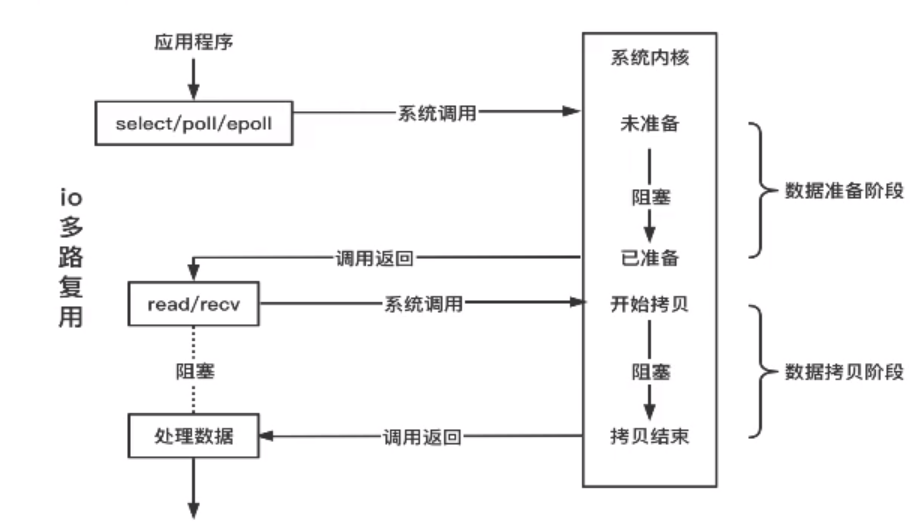 应用程序
系统内核
select/poll/epoll
系统调用
未准备
数据准备阶段
阻塞
io
多
路
复
用
调用返回
已准备
read/recv
系统调用
开始拷贝
阻塞
阻塞
数据拷贝阶段
处理数据
调用返回
拷贝结束